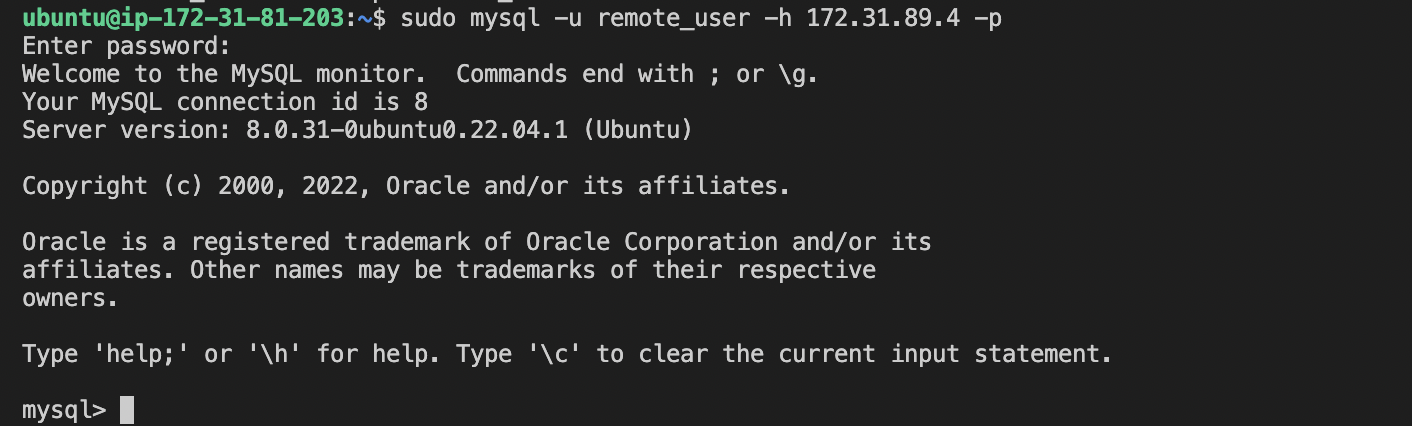 ubuntu@ip-172-31-81-203:~$ sudo mysql -u remote_user -h 172.31.89.4 -p
Enter password:
Welcome to the MySQL monitor.  Commands end with ; or \g.
Your MySQL connection id is 8
Server version: 8.0.31-0ubuntu0.22.04.1 (Ubuntu)

Copyright (c) 2000, 2022, Oracle and/or its affiliates.

Oracle is a registered trademark of Oracle Corporation and/or its
affiliates. Other names may be trademarks of their respective
owners.

Type 'help;' or '\h' for help. Type '\c' to clear the current input statement.

mysql>